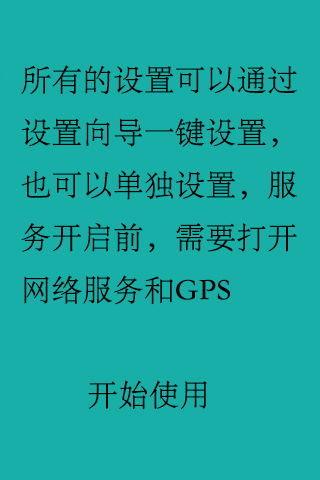 所有的设置可以通过
设置向导一键设置，
也可以单独设置，服
务开启前，需要打开
网络服务和GPS
开始使用